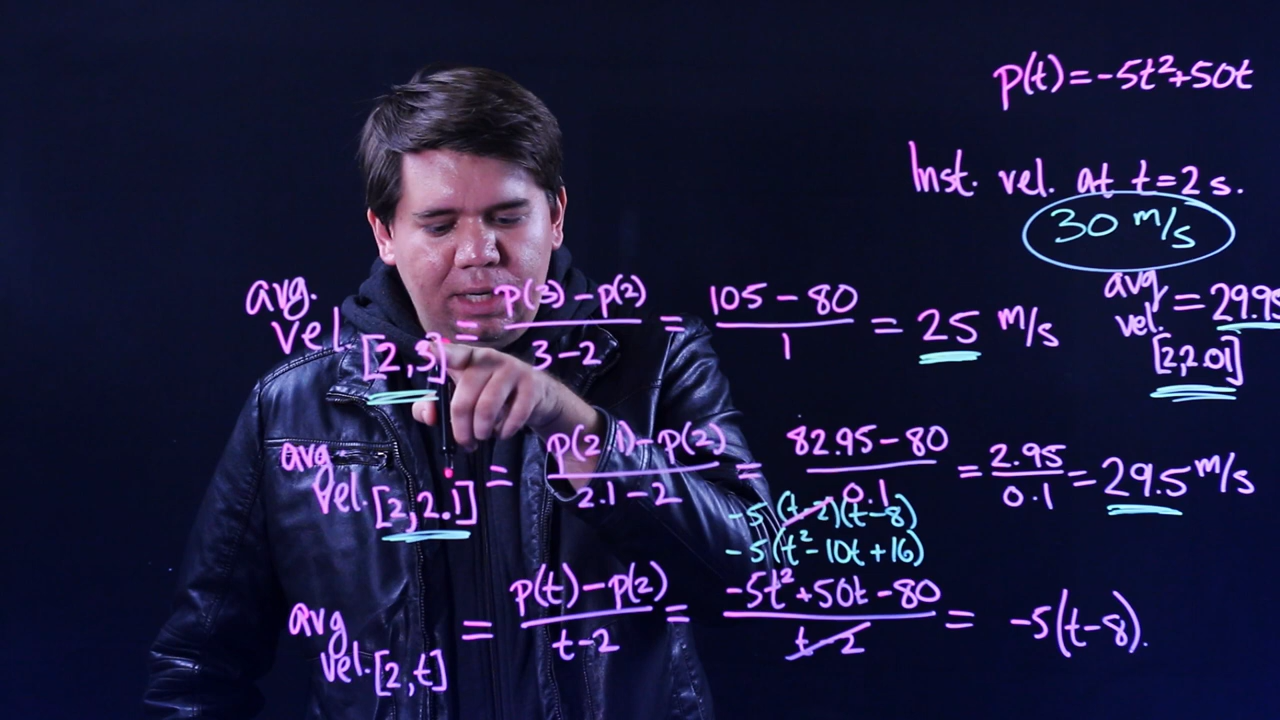 p(t) = -5t²+50t
Inst. vel. at t=2 s.
30 m/s
avg. vel. [2,3] = p(3)-p(2) / 3-2 = 105-80 / 1 = 25 m/s
avg vel. [2,2.01] = 29.95
avg vel. [2,2.1] = p(2.1)-p(2) / 2.1-2 = 82.95-80 / 0.1 = 2.95 / 0.1 = 29.5 m/s
-5(t-2)(t-8)
-5(t²-10t+16)
avg vel. [2,t] = p(t)-p(2) / t-2 = -5t²+50t-80 / t-2 = -5(t-8).